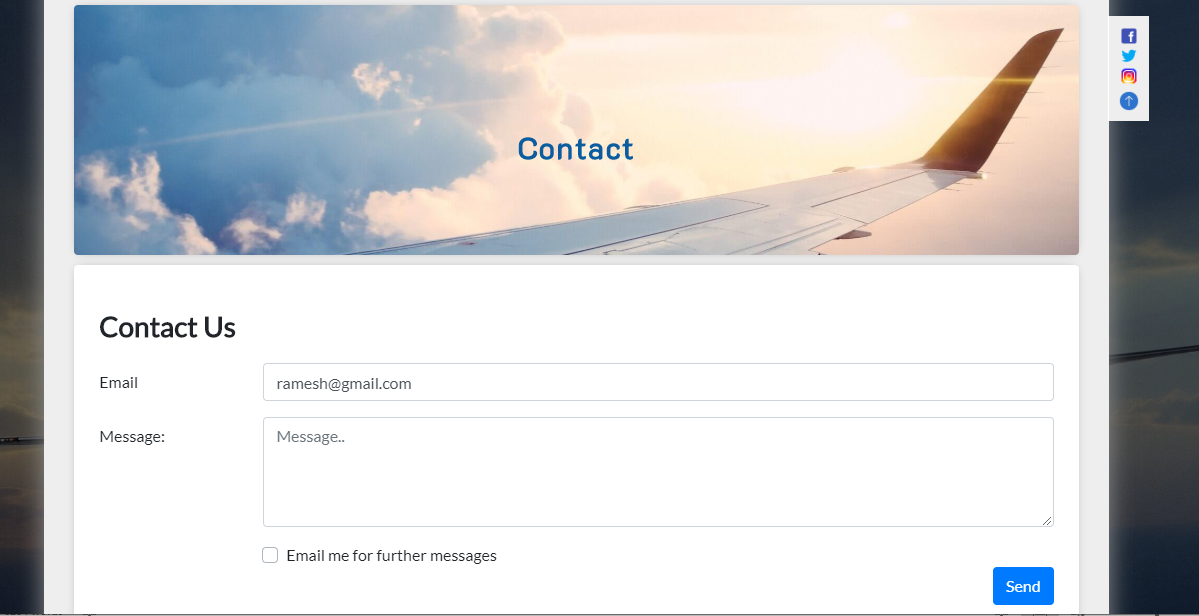 Contact
Contact Us
Email
ramesh@gmail.com
Message:
Message..
Email me for further messages
Send